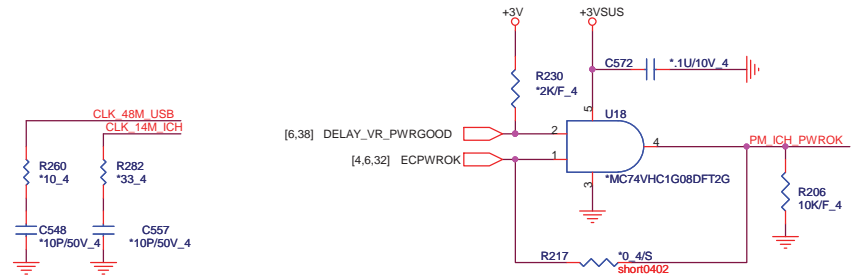 +3V
+3VSUS
C572
*.1U/10V_4
R230
*2K/F_4
CLK_48M_USB
CLK_14M_ICH
5
U18
[6,38] DELAY_VR_PWRGOOD
2
4
PM_ICH_PWROK
[4,6,32] ECPWROK
1
R260
*10_4
R282
*33_4
3
*MC74VHC1G08DFT2G
R206
10K/F_4
C548
*10P/50V_4
C557
*10P/50V_4
R217
*0_4/S
short0402